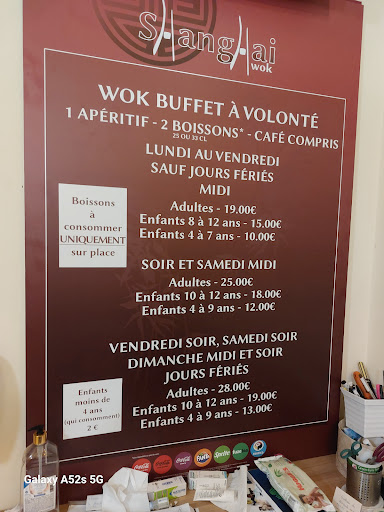 shangHai
wok
WOK BUFFET À VOLONTÉ
1 APÉRITIF - 2 BOISSONS* - CAFÉ COMPRIS
25 OU 33 CL
LUNDI AU VENDREDI
SAUF JOURS FÉRIÉS
MIDI
Adultes - 19.00€
Enfants 8 à 12 ans - 15.00€
Enfants 4 à 7 ans - 10.00€
Boissons
à
consommer
UNIQUEMENT
sur place
SOIR ET SAMEDI MIDI
Adultes - 25.00€
Enfants 10 à 12 ans - 18.00€
Enfants 4 à 9 ans - 12.00€
VENDREDI SOIR, SAMEDI SOIR
DIMANCHE MIDI ET SOIR
JOURS FÉRIÉS
Adultes - 28.00€
Enfants 10 à 12 ans - 19.00€
Enfants 4 à 9 ans - 13.00€
Enfants
moins de
4 ans
(qui consomment)
2 €
Coca-Cola
Fanta
Sprite
Galaxy A52s 5G